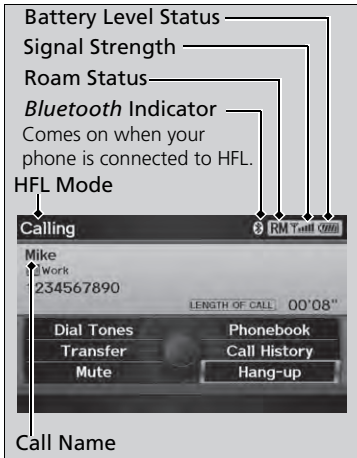 Battery Level Status
Signal Strength
Roam Status
Bluetooth Indicator
Comes on when your
phone is connected to HFL.
HFL Mode
Calling
RM
Mike
Work
1234567890
LENGTH OF CALL 00'08"
Dial Tones Phonebook
Transfer Call History
Mute Hang-up
Call Name